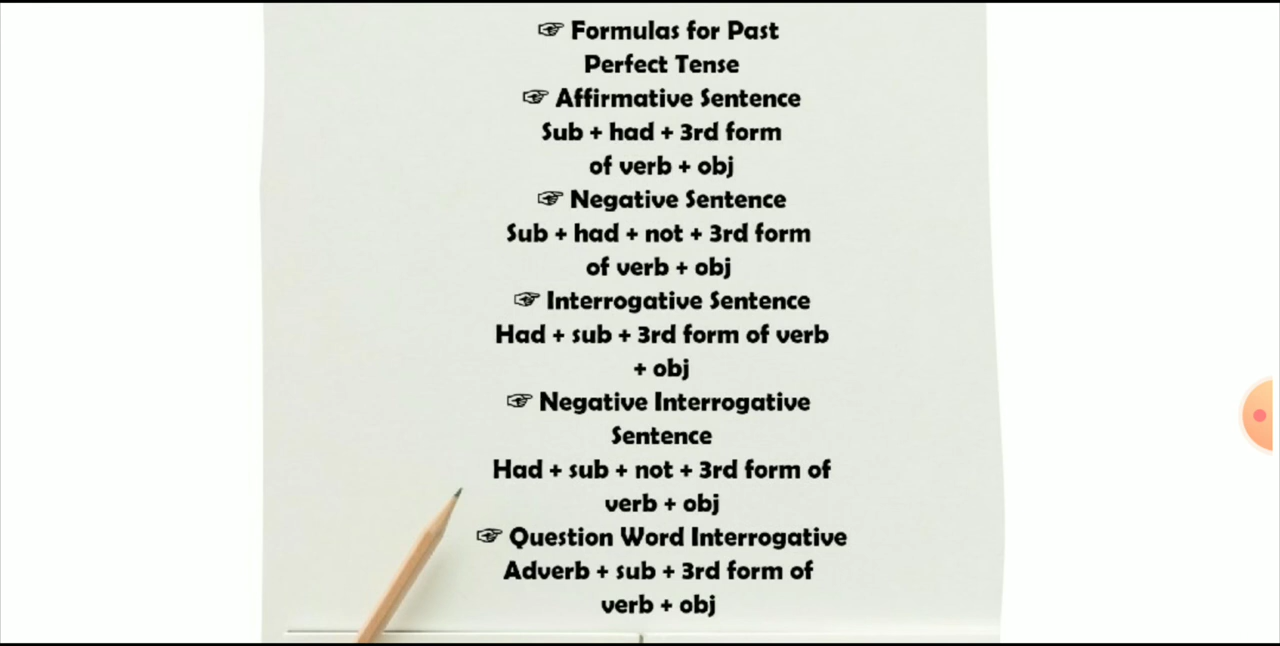 ☞ Formulas for Past
Perfect Tense
☞ Affirmative Sentence
Sub + had + 3rd form
of verb + obj
☞ Negative Sentence
Sub + had + not + 3rd form
of verb + obj
☞ Interrogative Sentence
Had + sub + 3rd form of verb
+ obj
☞ Negative Interrogative
Sentence
Had + sub + not + 3rd form of
verb + obj
☞ Question Word Interrogative
Adverb + sub + 3rd form of
verb + obj